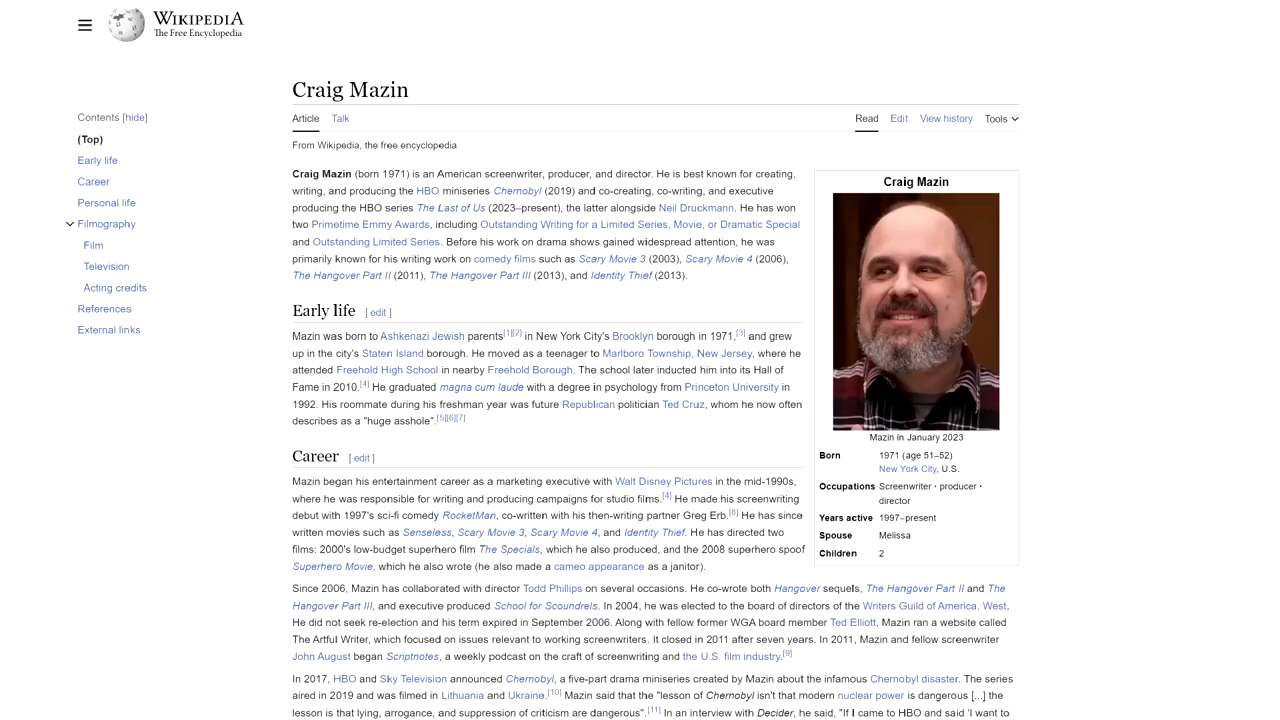 WIKIPEDIA
The Free Encyclopedia
Craig Mazin
Contents [hide]
(Top)
Early life
Career
Personal life
Filmography
Film
Television
Acting credits
References
External links
Article Talk
Read Edit View history Tools
From Wikipedia, the free encyclopedia
Craig Mazin (born 1971) is an American screenwriter, producer, and director. He is best known for creating,
writing, and producing the HBO miniseries Chernobyl (2019) and co-creating, co-writing, and executive
producing the HBO series The Last of Us (2023–present), the latter alongside Neil Druckmann. He has won
two Primetime Emmy Awards, including Outstanding Writing for a Limited Series, Movie, or Dramatic Special
and Outstanding Limited Series. Before his work on drama shows gained widespread attention, he was
primarily known for his writing work on comedy films such as Scary Movie 3 (2003), Scary Movie 4 (2006),
The Hangover Part II (2011), The Hangover Part III (2013), and Identity Thief (2013).
Early life [ edit ]
Mazin was born to Ashkenazi Jewish parents[1][2] in New York City's Brooklyn borough in 1971,[3] and grew
up in the city's Staten Island borough. He moved as a teenager to Marlboro Township, New Jersey, where he
attended Freehold High School in nearby Freehold Borough. The school later inducted him into its Hall of
Fame in 2010.[4] He graduated magna cum laude with a degree in psychology from Princeton University in
1992. His roommate during his freshman year was future Republican politician Ted Cruz, whom he now often
describes as a "huge asshole".[5][6][7]
Career [ edit ]
Mazin began his entertainment career as a marketing executive with Walt Disney Pictures in the mid-1990s,
where he was responsible for writing and producing campaigns for studio films.[4] He made his screenwriting
debut with 1997's sci-fi comedy RocketMan, co-written with his then-writing partner Greg Erb.[8] He has since
written movies such as Senseless, Scary Movie 3, Scary Movie 4, and Identity Thief. He has directed two
films: 2000's low-budget superhero film The Specials, which he also produced, and the 2008 superhero spoof
Superhero Movie, which he also wrote (he also made a cameo appearance as a janitor).
Since 2006, Mazin has collaborated with director Todd Phillips on several occasions. He co-wrote both Hangover sequels, The Hangover Part II and The
Hangover Part III, and executive produced School for Scoundrels. In 2004, he was elected to the board of directors of the Writers Guild of America, West.
He did not seek re-election and his term expired in September 2006. Along with fellow former WGA board member Ted Elliott, Mazin ran a website called
The Artful Writer, which focused on issues relevant to working screenwriters. It closed in 2011 after seven years. In 2011, Mazin and fellow screenwriter
John August began Scriptnotes, a weekly podcast on the craft of screenwriting and the U.S. film industry.[9]
In 2017, HBO and Sky Television announced Chernobyl, a five-part drama miniseries created by Mazin about the infamous Chernobyl disaster. The series
aired in 2019 and was filmed in Lithuania and Ukraine.[10] Mazin said that the "lesson of Chernobyl isn't that modern nuclear power is dangerous [...] the
lesson is that lying, arrogance, and suppression of criticism are dangerous".[11] In an interview with Decider, he said, "If I came to HBO and said 'I want to
Craig Mazin
Mazin in January 2023
Born 1971 (age 51–52)
New York City, U.S.
Occupations Screenwriter · producer ·
director
Years active 1997–present
Spouse Melissa
Children 2